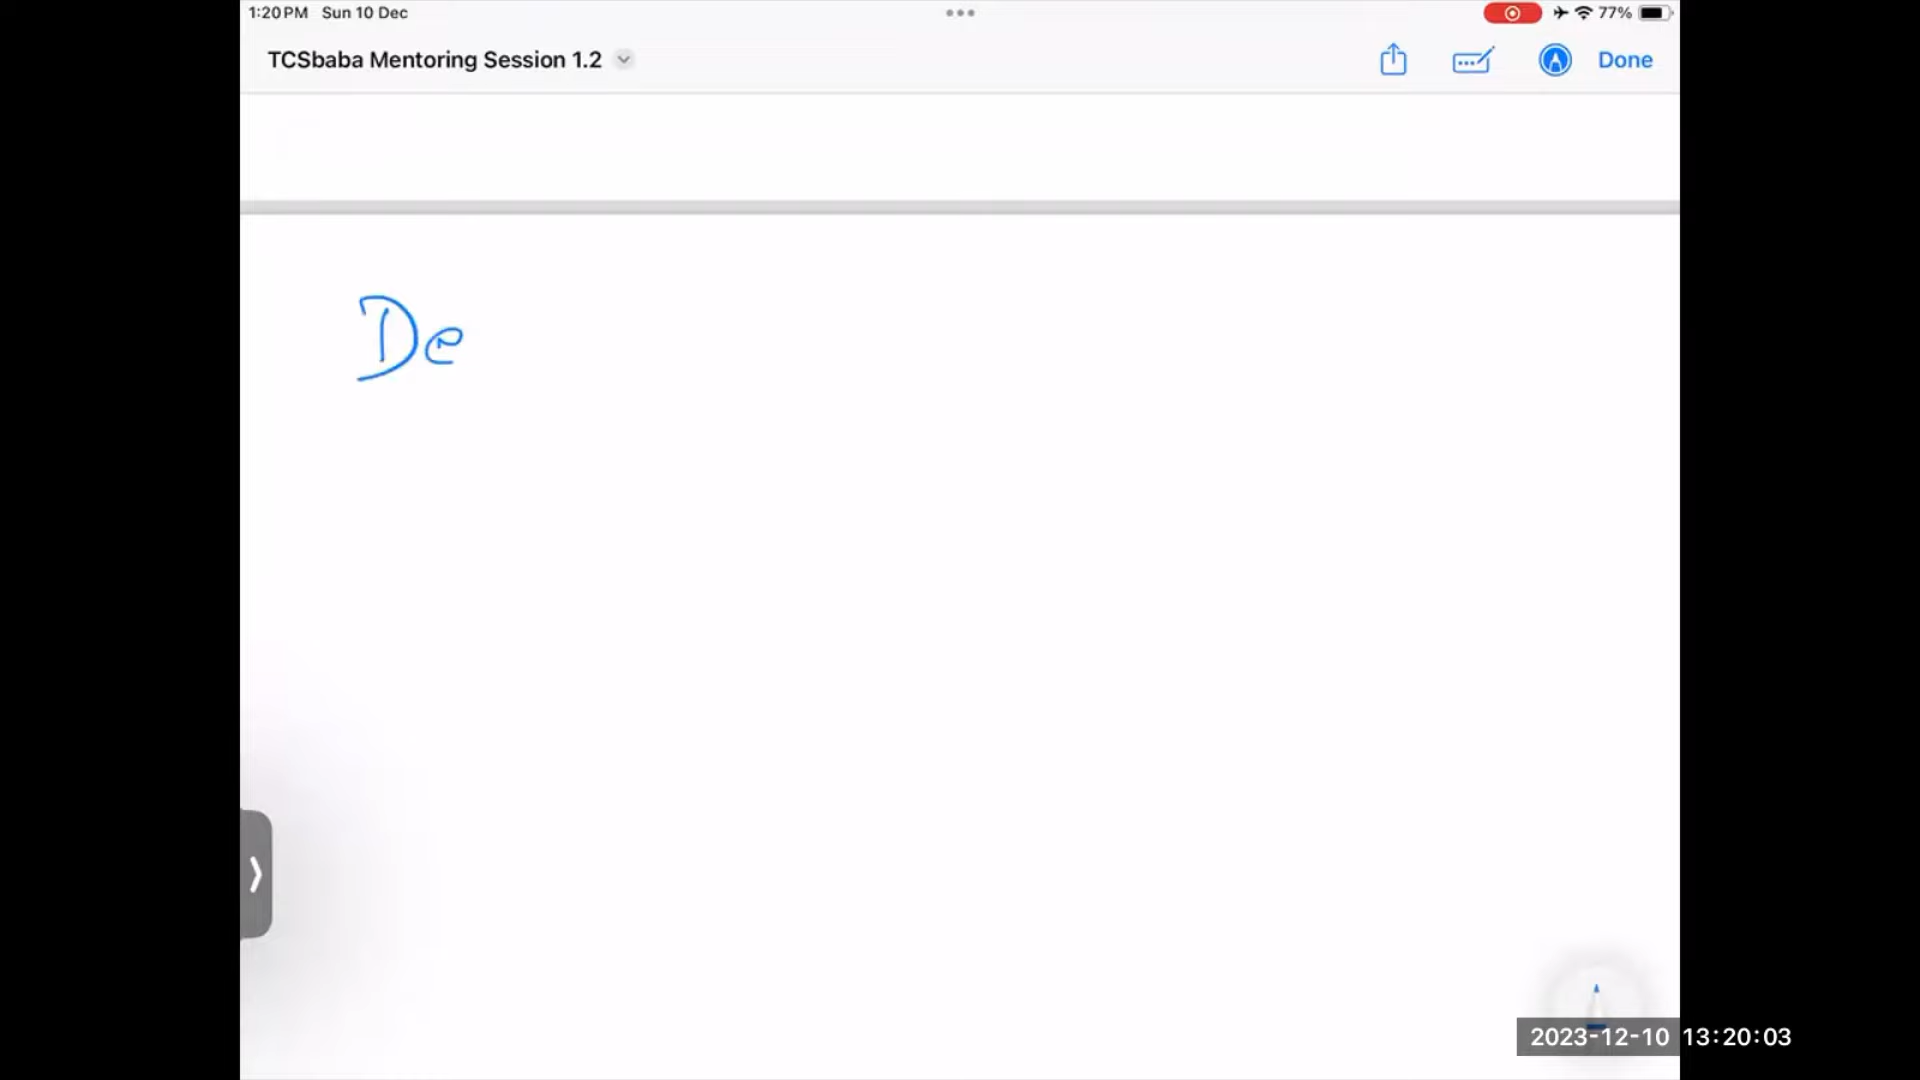 1:20 PM Sun 10 Dec
77%
TCSbaba Mentoring Session 1.2
Done
De
2023-12-10 13:20:03